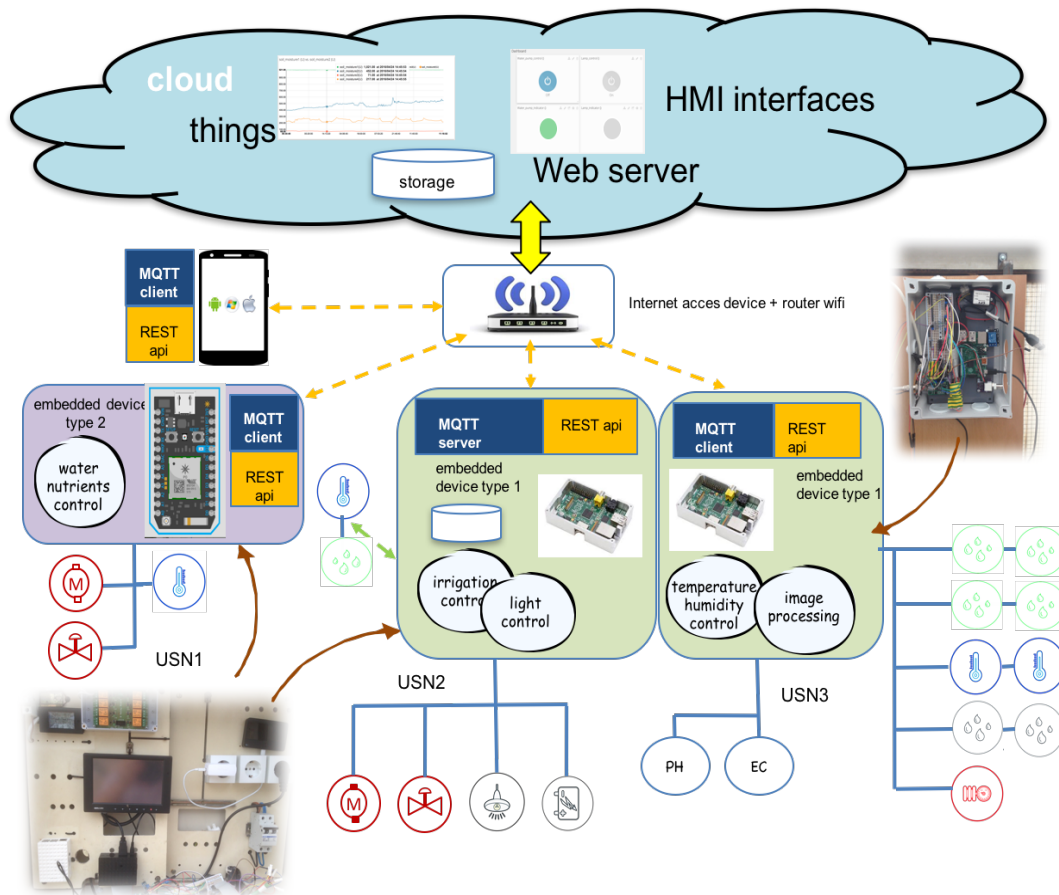 cloud
things
HMI interfaces
Web server
storage
MQTT
client
REST
api
Internet acces device + router wifi
embedded device
type 2
water
nutrients
control
MQTT
client
REST
api
MQTT
server
REST api
embedded
device type 1
irrigation
control
light
control
MQTT
client
REST
api
embedded
device type 1
temperature
humidity
control
image
processing
M
USN1
USN2
USN3
PH
EC
M